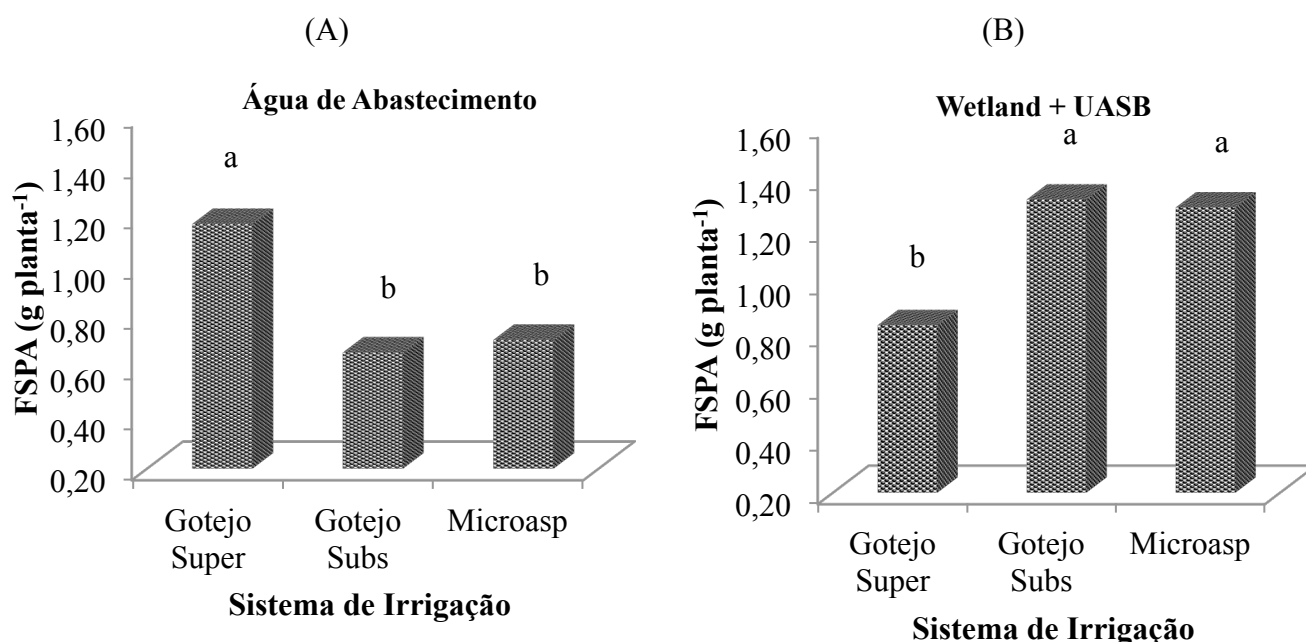 (A)
Água de Abastecimento
FSPA (g planta-1)
1,60
1,40
1,20
1,00
0,80
0,60
0,40
0,20
a
b
b
Gotejo
Super
Gotejo
Subs
Microasp
Sistema de Irrigação
(B)
Wetland + UASB
FSPA (g planta-1)
1,60
1,40
1,20
1,00
0,80
0,60
0,40
0,20
b
a
a
Gotejo
Super
Gotejo
Subs
Microasp
Sistema de Irrigação